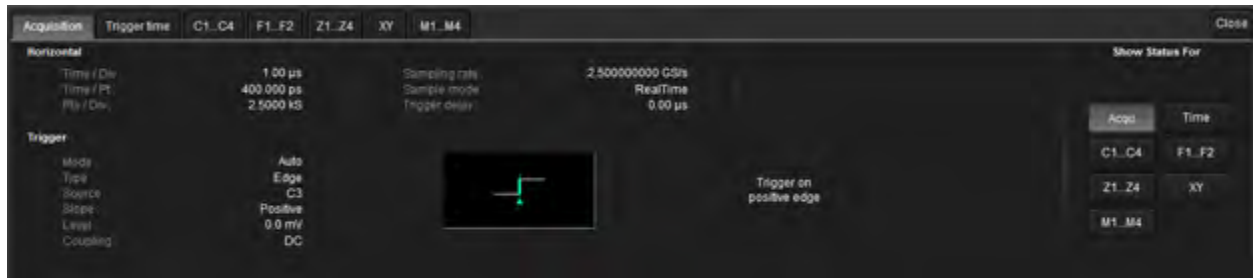 Acquisition Trigger time C1...C4 F1...F2 Z1...Z4 XY M1...M4 Close
Horizontal Show Status For
Time / Div 1.00 µs Sampling rate 2.500000000 GS/s
Time / Pt. 400.000 ps Sample mode RealTime
Pts / Div. 2.5000 kS Trigger delay 0.00 µs
Acqu. Time
Trigger
Mode Auto
C1...C4 F1...F2
Type Edge
Source C3
Trigger on
positive edge
Z1...Z4 XY
Slope Positive
Level 0.0 mV
M1...M4
Coupling DC